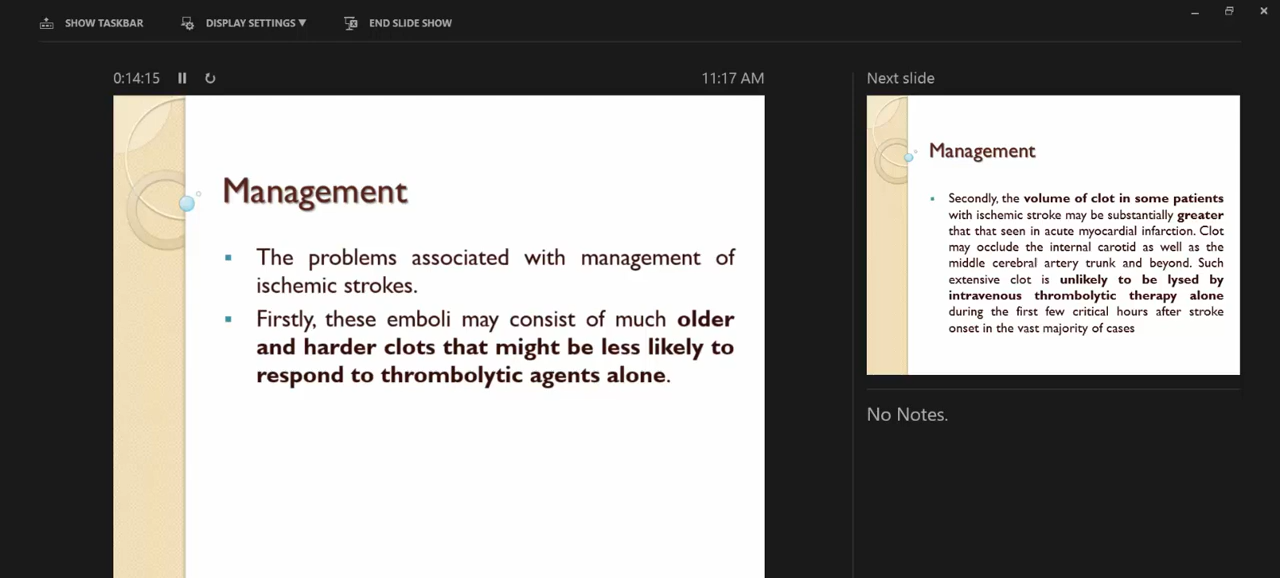 SHOW TASKBAR
DISPLAY SETTINGS ▼
END SLIDE SHOW
0:14:15
11:17 AM
Management
The problems associated with management of
ischemic strokes.
Firstly, these emboli may consist of much older
and harder clots that might be less likely to
respond to thrombolytic agents alone.
Next slide
Management
Secondly, the volume of clot in some patients
with ischemic stroke may be substantially greater
that that seen in acute myocardial infarction. Clot
may occlude the internal carotid as well as the
middle cerebral artery trunk and beyond. Such
extensive clot is unlikely to be lysed by
intravenous thrombolytic therapy alone
during the first few critical hours after stroke
onset in the vast majority of cases
No Notes.